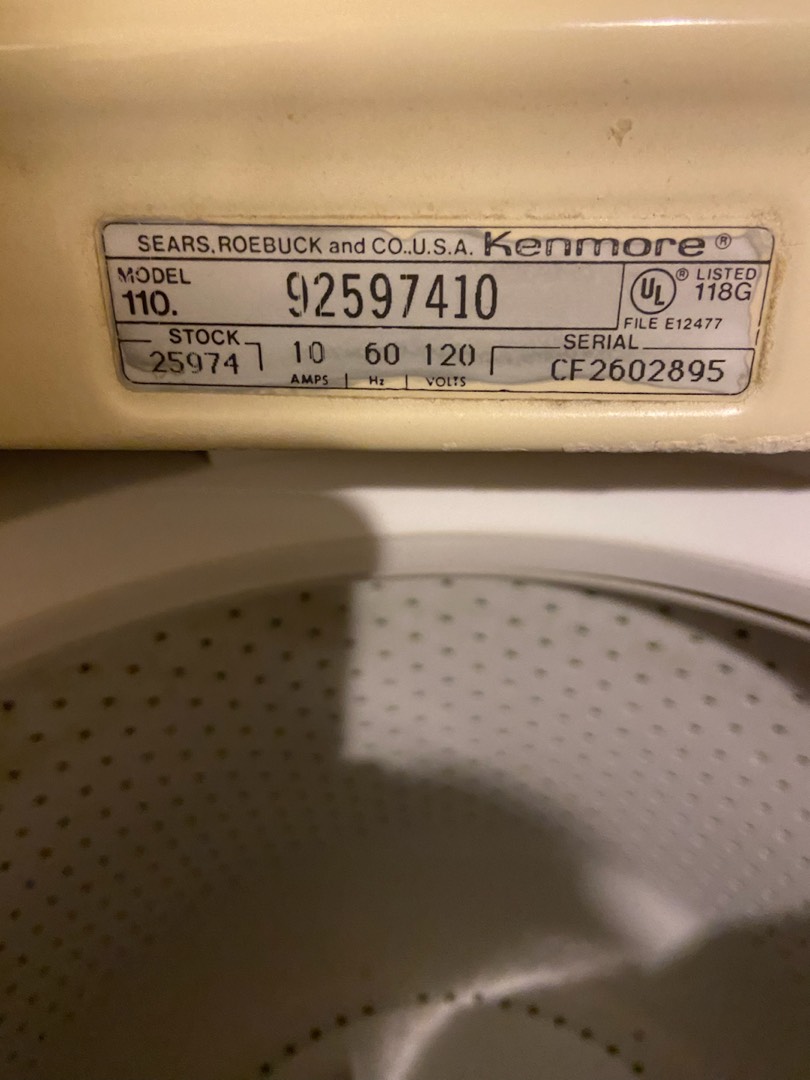 SEARS, ROEBUCK and CO., U.S.A. Kenmore ®
MODEL
110. 92597410
UL ® LISTED
118G
FILE E12477
STOCK
25974
10 60 120
AMPS Hz VOLTS
SERIAL
CF2602895